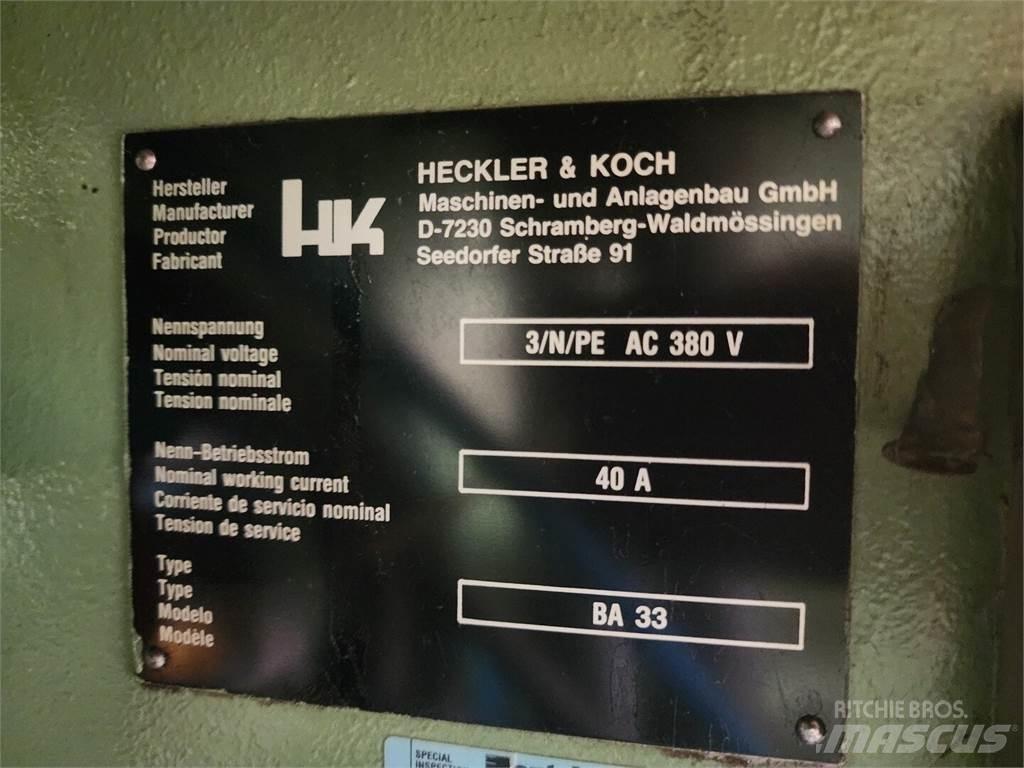 Hersteller
Manufacturer
Productor
Fabricant
HK
HECKLER & KOCH
Maschinen- und Anlagenbau GmbH
D-7230 Schramberg-Waldmössingen
Seedorfer Straße 91
Nennspannung
Nominal voltage
Tensión nominal
Tension nominale
3/N/PE AC 380 V
Nenn-Betriebsstrom
Nominal working current
Corriente de servicio nominal
Tension de service
40 A
Type
Type
Modelo
Modèle
BA 33
SPECIAL
RITCHIE BROS.
MASCUS